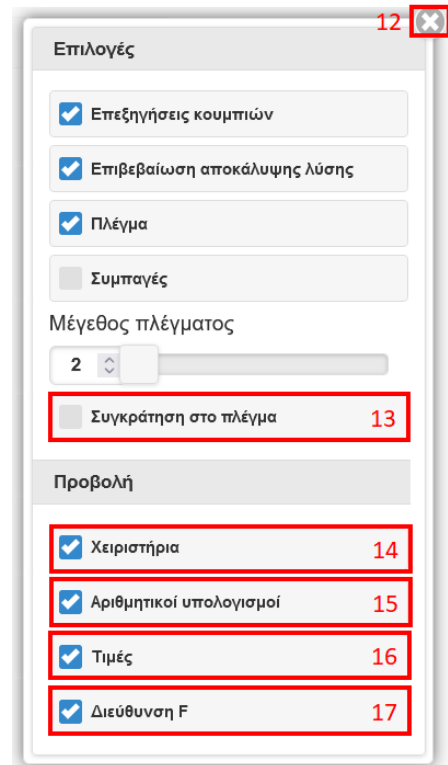 12
Επιλογές
Επεξηγήσεις κουμπιών
Επιβεβαίωση αποκάλυψης λύσης
Πλέγμα
Συμπαγές
Μέγεθος πλέγματος
2
Συγκράτηση στο πλέγμα 13
Προβολή
Χειριστήρια 14
Αριθμητικοί υπολογισμοί 15
Τιμές 16
Διεύθυνση F 17